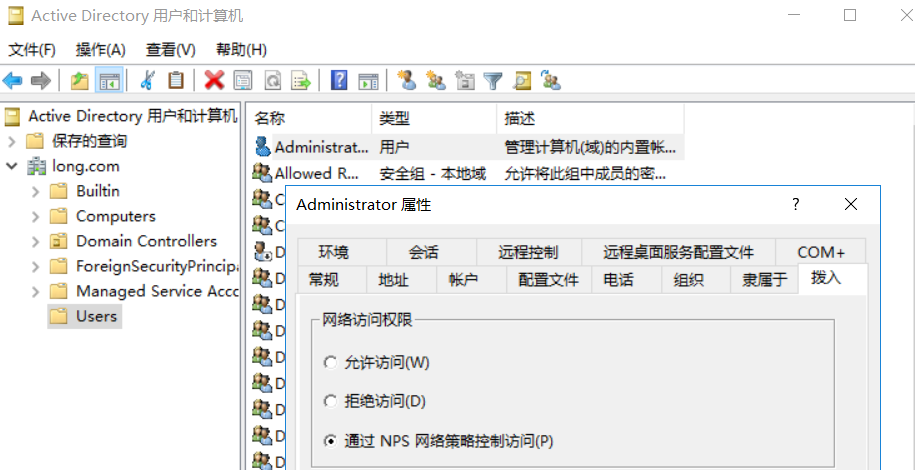 Active Directory 用户和计算机
文件(F) 操作(A) 查看(V) 帮助(H)
Active Directory 用户和计算机
保存的查询
long.com
Builtin
Computers
Domain Controllers
ForeignSecurityPrincipa
Managed Service Acco
Users
名称 类型 描述
Administrat... 用户 管理计算机(域)的内置帐...
Allowed R... 安全组 - 本地域 允许将此组中成员的密...
C
C
D
D
D
D
D
D
D
D
D
Administrator 属性 ?
环境 会话 远程控制 远程桌面服务配置文件 COM+
常规 地址 帐户 配置文件 电话 组织 隶属于 拨入
网络访问权限
允许访问(W)
拒绝访问(D)
通过 NPS 网络策略控制访问(P)